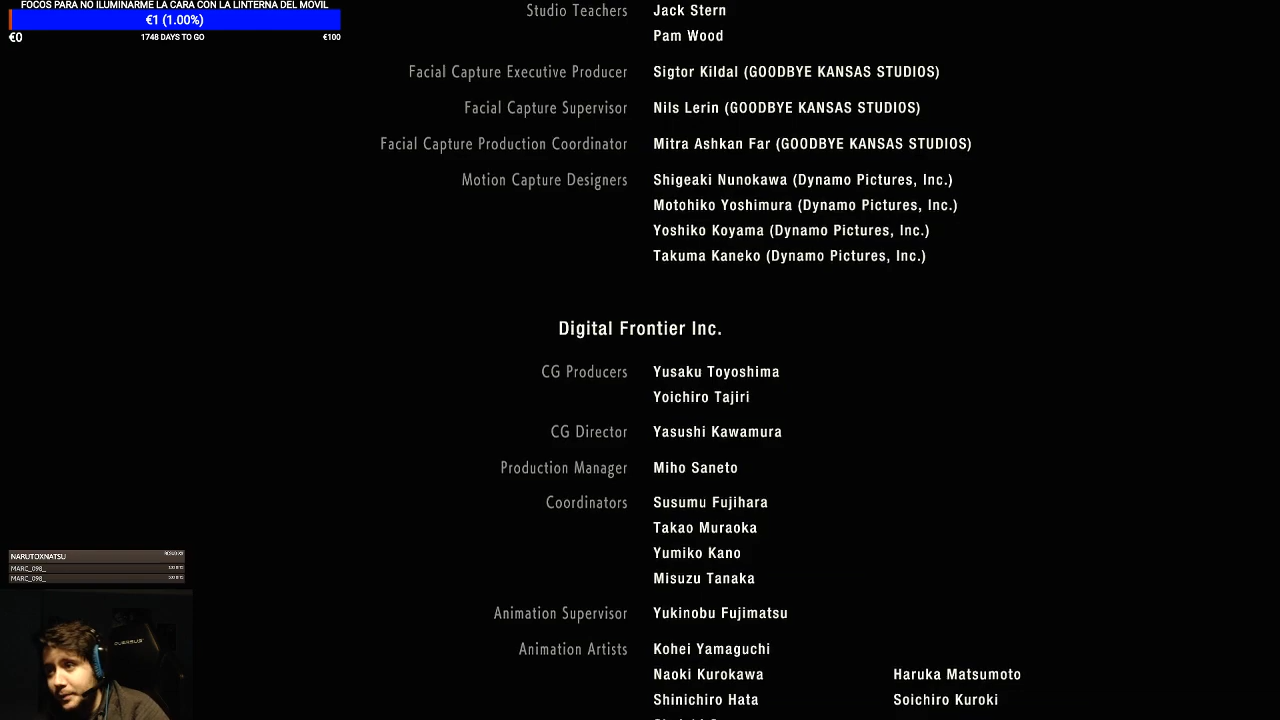 FOCOS PARA NO ILUMINARME LA CARA CON LA LINTERNA DEL MOVIL
€1 (1.00%)
€0 1748 DAYS TO GO €100
Studio Teachers Jack Stern
Pam Wood
Facial Capture Executive Producer Sigtor Kildal (GOODBYE KANSAS STUDIOS)
Facial Capture Supervisor Nils Lerin (GOODBYE KANSAS STUDIOS)
Facial Capture Production Coordinator Mitra Ashkan Far (GOODBYE KANSAS STUDIOS)
Motion Capture Designers Shigeaki Nunokawa (Dynamo Pictures, Inc.)
Motohiko Yoshimura (Dynamo Pictures, Inc.)
Yoshiko Koyama (Dynamo Pictures, Inc.)
Takuma Kaneko (Dynamo Pictures, Inc.)
Digital Frontier Inc.
CG Producers Yusaku Toyoshima
Yoichiro Tajiri
CG Director Yasushi Kawamura
Production Manager Miho Saneto
Coordinators Susumu Fujihara
Takao Muraoka
Yumiko Kano
Misuzu Tanaka
Animation Supervisor Yukinobu Fujimatsu
Animation Artists Kohei Yamaguchi
Naoki Kurokawa Haruka Matsumoto
Shinichiro Hata Soichiro Kuroki
NARUTOXNATSU
MARC_098_
MARC_098_